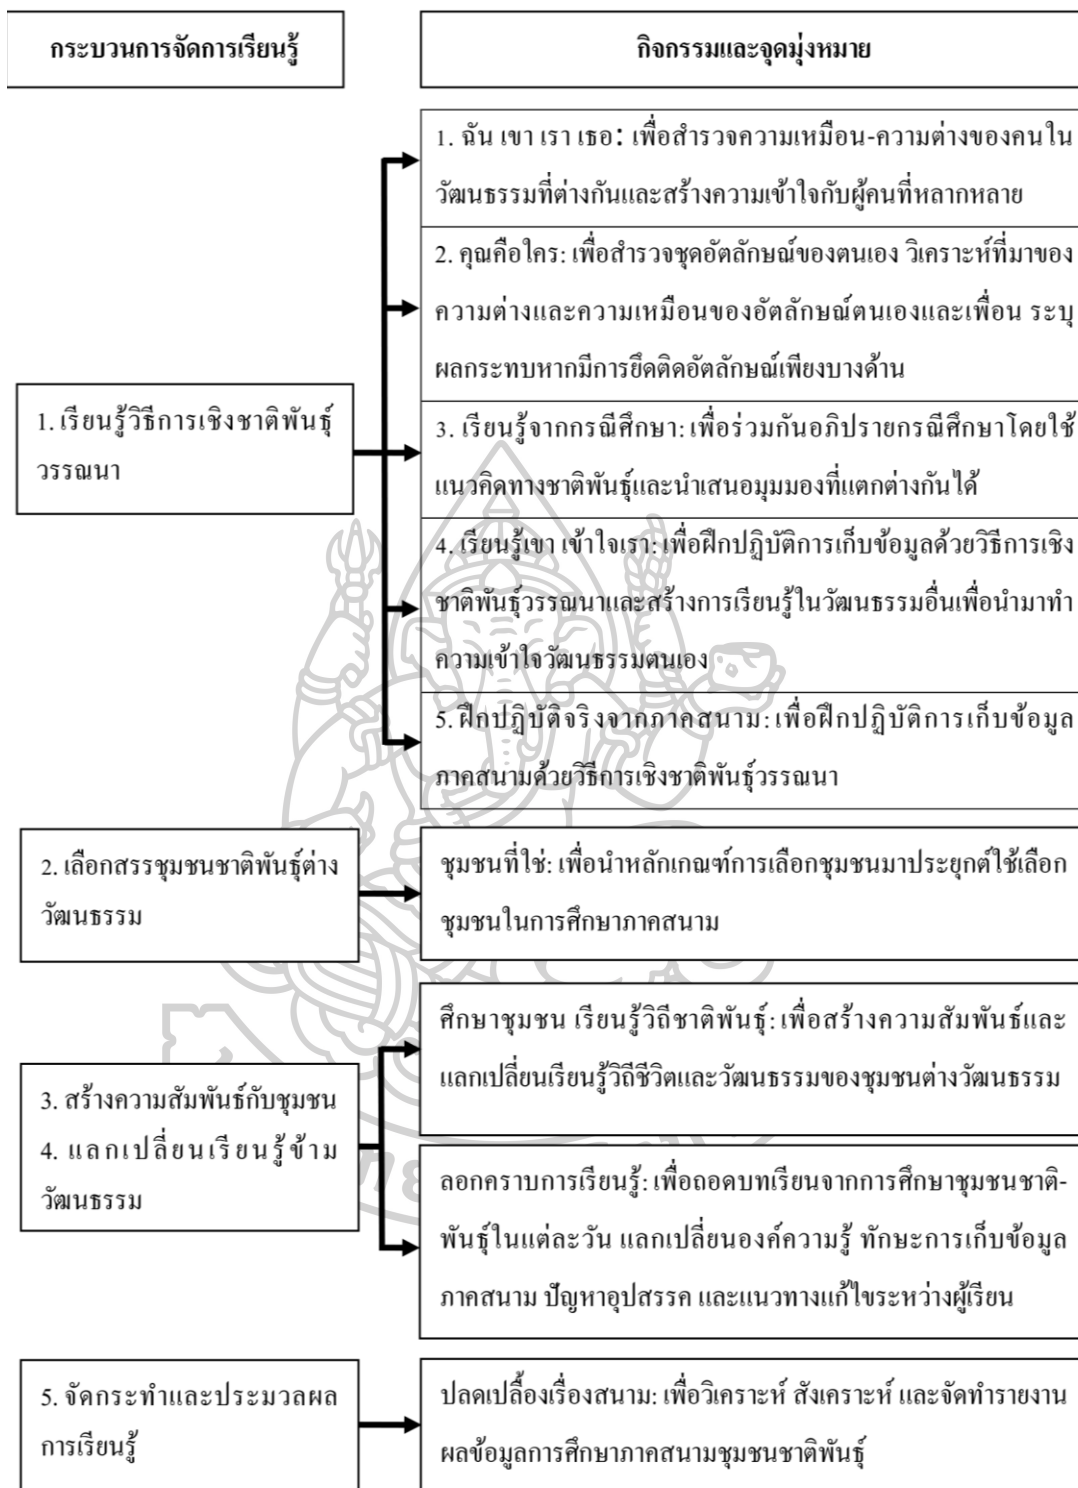 กระบวนการจัดการเรียนรู้
กิจกรรมและจุดมุ่งหมาย
1. เรียนรู้วิธีการเชิงชาติพันธุ์
วรรณนา
1. ฉัน เขา เรา เธอ: เพื่อสำรวจความเหมือน-ความต่างของคนใน
วัฒนธรรมที่ต่างกันและสร้างความเข้าใจกับผู้คนที่หลากหลาย
2. คุณคือใคร: เพื่อสำรวจชุดอัตลักษณ์ของตนเอง วิเคราะห์ที่มาของ
ความต่างและความเหมือนของอัตลักษณ์ตนเองและเพื่อน ระบุ
ผลกระทบหากมีการยึดติดอัตลักษณ์เพียงบางด้าน
3. เรียนรู้จากกรณีศึกษา: เพื่อร่วมกันอภิปรายกรณีศึกษาโดยใช้
แนวคิดทางชาติพันธุ์และนำเสนอมุมมองที่แตกต่างกันได้
4. เรียนรู้เขา เข้าใจเรา: เพื่อฝึกปฏิบัติการเก็บข้อมูลด้วยวิธีการเชิง
ชาติพันธุ์วรรณนาและสร้างการเรียนรู้ในวัฒนธรรมอื่นเพื่อนำมาทำ
ความเข้าใจวัฒนธรรมตนเอง
5. ฝึกปฏิบัติจริงจากภาคสนาม: เพื่อฝึกปฏิบัติการเก็บข้อมูล
ภาคสนามด้วยวิธีการเชิงชาติพันธุ์วรรณนา
2. เลือกสรรชุมชนชาติพันธุ์ต่าง
วัฒนธรรม
ชุมชนที่ใช่: เพื่อนำหลักเกณฑ์การเลือกชุมชนมาประยุกต์ใช้เลือก
ชุมชนในการศึกษาภาคสนาม
3. สร้างความสัมพันธ์กับชุมชน
4. แลกเปลี่ยนเรียนรู้ข้าม
วัฒนธรรม
ศึกษาชุมชน เรียนรู้วิถีชาติพันธุ์: เพื่อสร้างความสัมพันธ์และ
แลกเปลี่ยนเรียนรู้วิถีชีวิตและวัฒนธรรมของชุมชนต่างวัฒนธรรม
ลอกคราบการเรียนรู้: เพื่อถอดบทเรียนจากการศึกษาชุมชนชาติ-
พันธุ์ในแต่ละวัน แลกเปลี่ยนองค์ความรู้ ทักษะการเก็บข้อมูล
ภาคสนาม ปัญหาอุปสรรค และแนวทางแก้ไขระหว่างผู้เรียน
5. จัดกระทำและประมวลผล
การเรียนรู้
ปลดเปลื้องเรื่องสนาม: เพื่อวิเคราะห์ สังเคราะห์ และจัดทำรายงาน
ผลข้อมูลการศึกษาภาคสนามชุมชนชาติพันธุ์